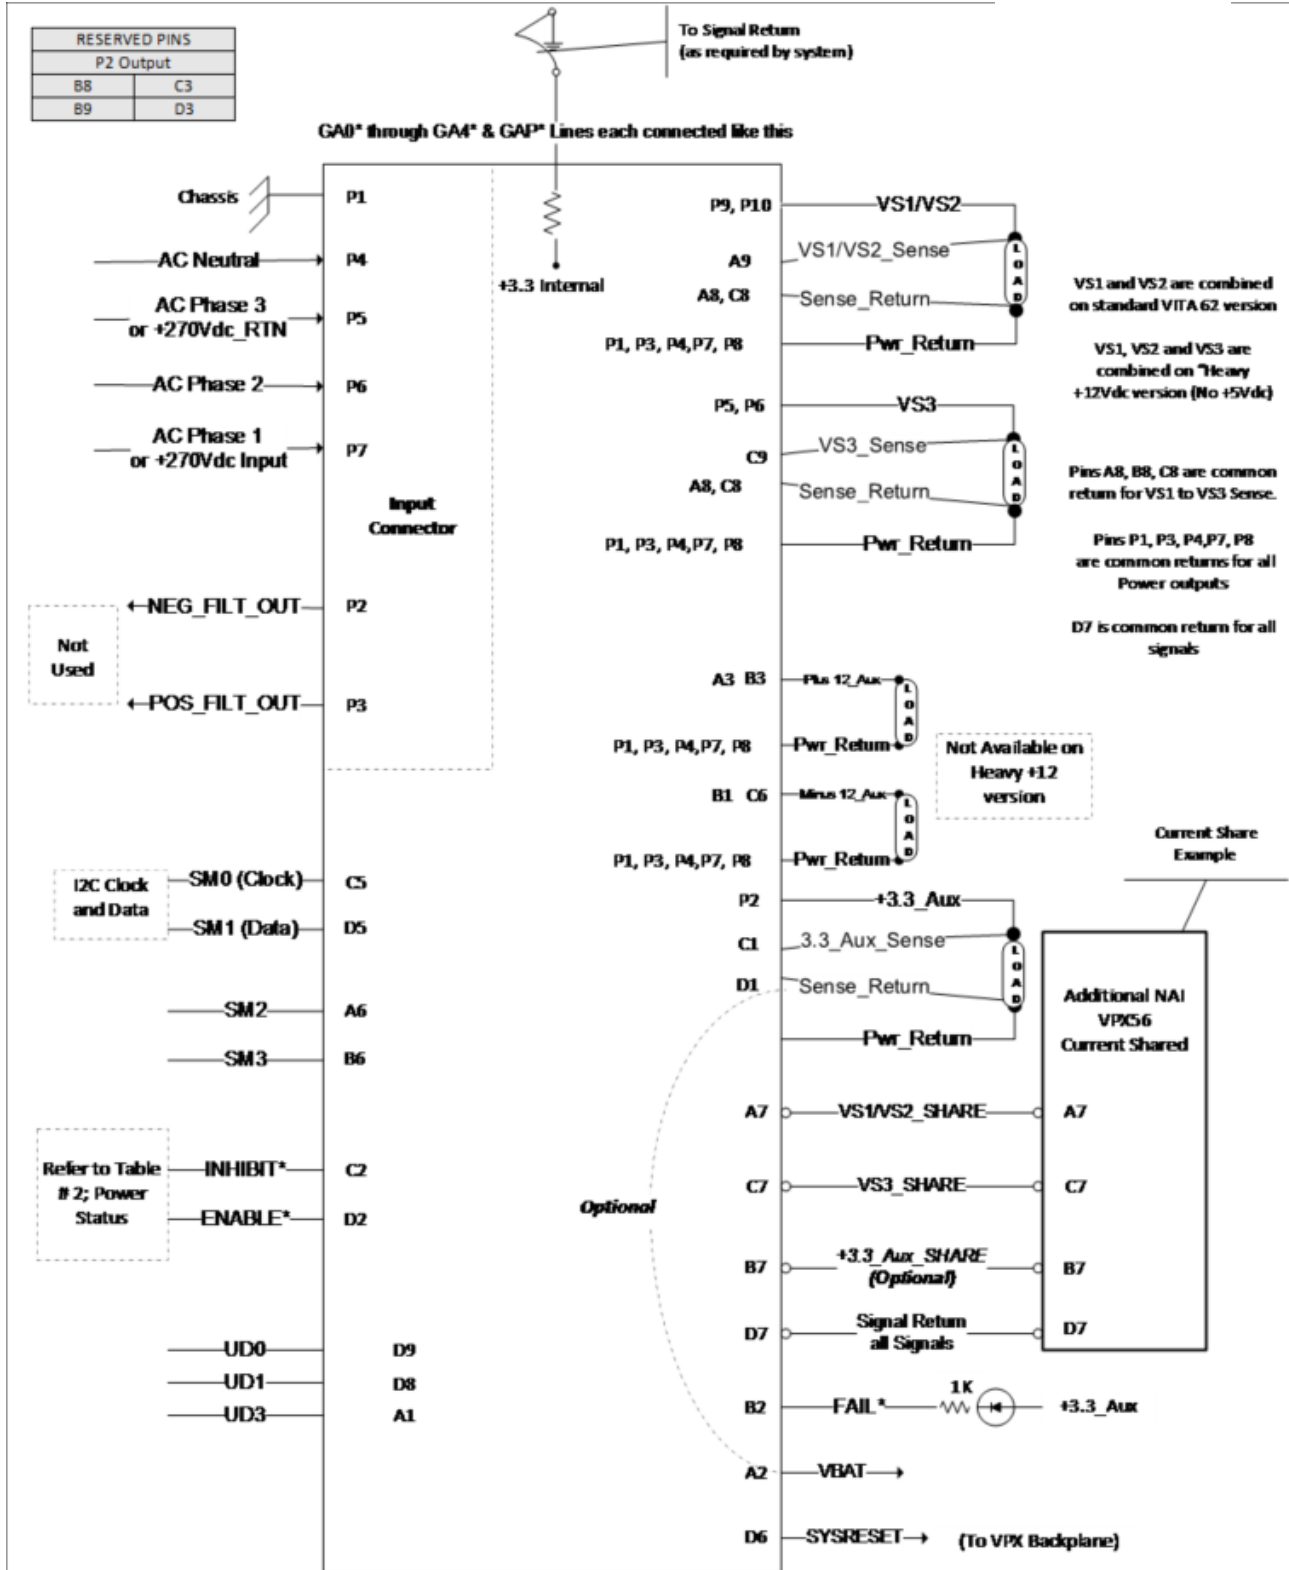 RESERVED PINS
P2 Output
B8 C3
B9 D3
To Signal Return
(as required by system)
GA0* through GA4* & GAP* Lines each connected like this
+3.3 Internal
Chassis P1
AC Neutral P4
AC Phase 3
or +270Vdc_RTN P5
AC Phase 2 P6
AC Phase 1
or +270Vdc Input P7
Input
Connector
NEG_FILT_OUT P2
Not
Used
POS_FILT_OUT P3
I2C Clock
and Data
SM0 (Clock) C5
SM1 (Data) D5
SM2 A6
SM3 B6
Refer to Table
# 2; Power
Status
INHIBIT* C2
ENABLE* D2
UD0 D9
UD1 D8
UD3 A1
P9, P10 VS1/VS2
A9 VS1/VS2_Sense
A8, C8 Sense_Return
P1, P3, P4,P7, P8 Pwr_Return
LOAD
P5, P6 VS3
C9 VS3_Sense
A8, C8 Sense_Return
P1, P3, P4,P7, P8 Pwr_Return
LOAD
VS1 and VS2 are combined
on standard VITA 62 version
VS1, VS2 and VS3 are
combined on "Heavy
+12Vdc version (No +5Vdc)
Pins A8, B8, C8 are common
return for VS1 to VS3 Sense.
Pins P1, P3, P4,P7, P8
are common returns for all
Power outputs
D7 is common return for all
signals
A3 B3 Plus 12_Aux
P1, P3, P4,P7, P8 Pwr_Return
LOAD
B1 C6 Minus 12_Aux
P1, P3, P4,P7, P8 Pwr_Return
LOAD
Not Available on
Heavy +12
version
P2 +3.3_Aux
C1 3.3_Aux_Sense
D1 Sense_Return
Pwr_Return
LOAD
Current Share
Example
Additional NAI
VPX56
Current Shared
Optional
A7 VS1/VS2_SHARE A7
C7 VS3_SHARE C7
B7 +3.3_Aux_SHARE
(Optional) B7
D7 Signal Return
all Signals D7
B2 FAIL* 1K +3.3_Aux
A2 VBAT
D6 SYSRESET (To VPX Backplane)